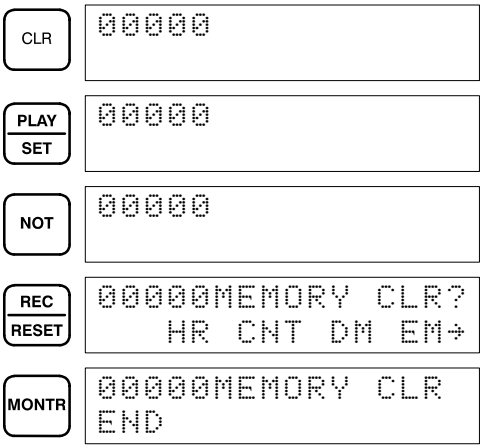 CLR
00000
PLAY
SET
00000
NOT
00000
REC
RESET
00000MEMORY CLR?
HR CNT DM EM→
MONTR
00000MEMORY CLR
END